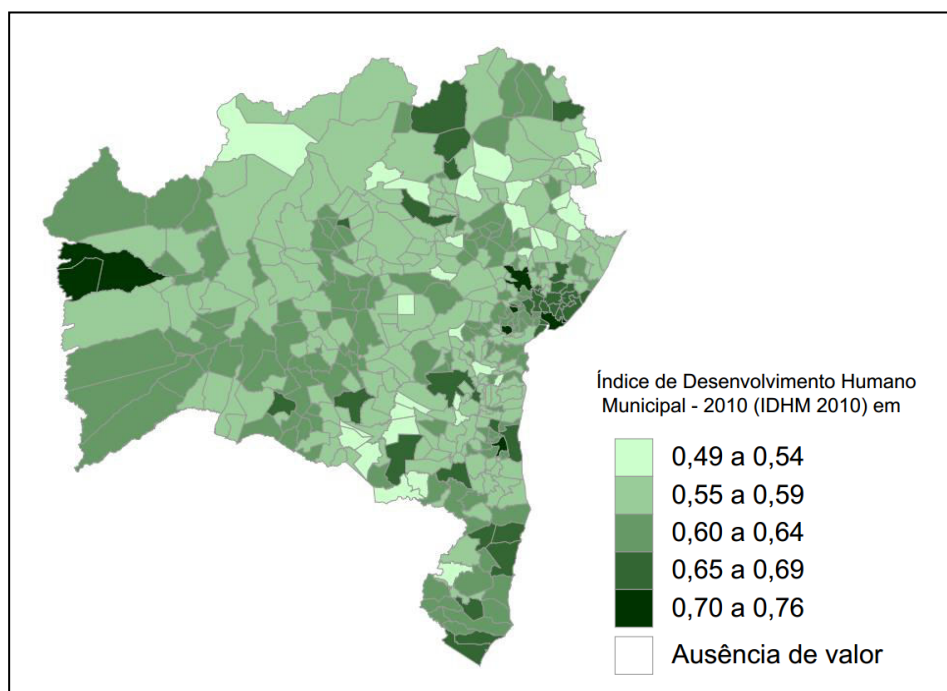 Índice de Desenvolvimento Humano
Municipal - 2010 (IDHM 2010) em
0,49 a 0,54
0,55 a 0,59
0,60 a 0,64
0,65 a 0,69
0,70 a 0,76
Ausência de valor